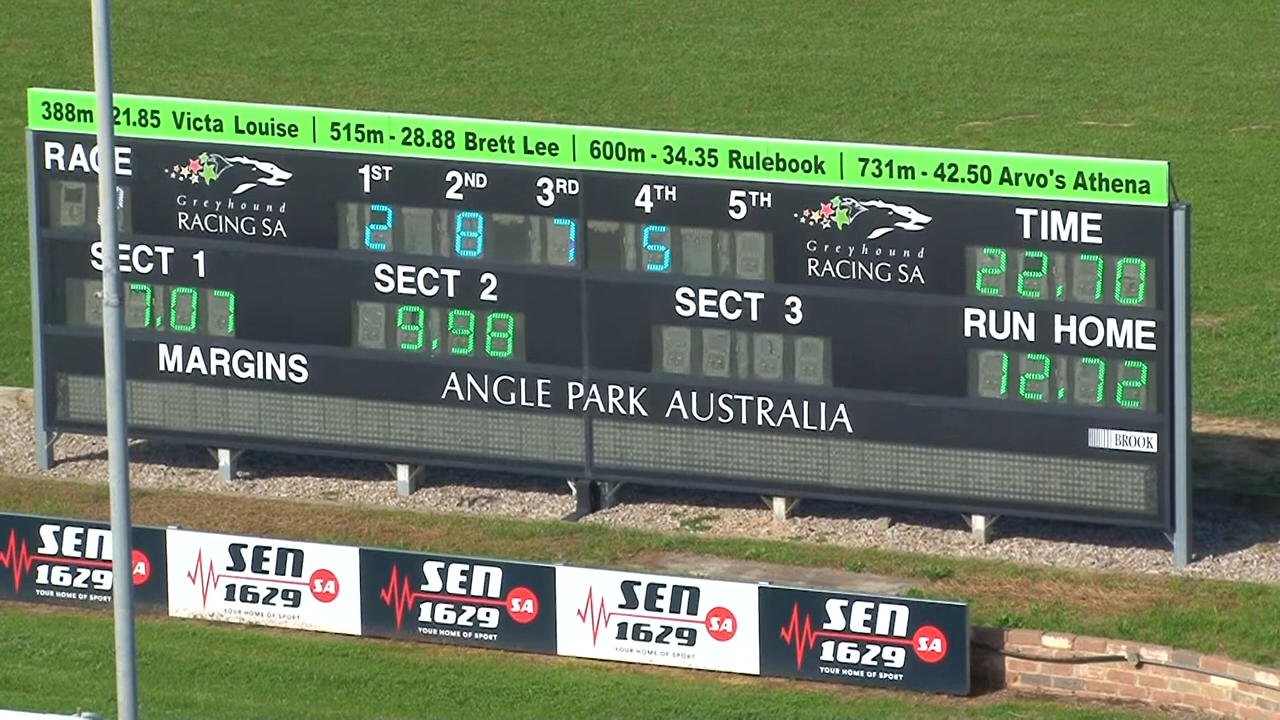 388m 21.85 Victa Louise | 515m - 28.88 Brett Lee | 600m - 34.35 Rulebook | 731m - 42.50 Arvo's Athena
RACE
Greyhound
RACING SA
1ST 2ND 3RD 4TH 5TH
2 8 7 5
Greyhound
RACING SA
TIME
22.70
SECT 1
7.07
SECT 2
9.98
SECT 3
RUN HOME
12.72
MARGINS
ANGLE PARK AUSTRALIA
BROOK
SEN
1629
A
YOUR HOME OF SPORT
SEN
1629
SA
YOUR HOME OF SPORT
SEN
1629
SA
YOUR HOME OF SPORT
SEN
1629
SA
YOUR HOME OF SPORT
SEN
1629
SA
YOUR HOME OF SPORT